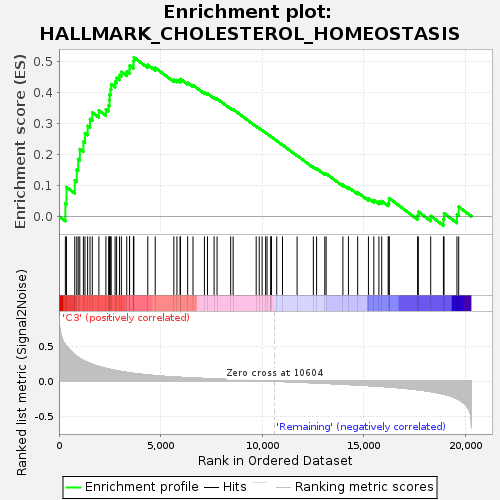 Enrichment plot:
HALLMARK_CHOLESTEROL_HOMEOSTASIS
Enrichment score (ES)
0.5
0.4
0.3
0.2
0.1
0.0
'C3' (positively correlated)
Ranked list metric (Signal2Noise)
0.5
0.0
-0.5
Zero cross at 10604
'Remaining' (negatively correlated)
0
5,000
10,000
15,000
20,000
Rank in Ordered Dataset
Enrichment profile
Hits
Ranking metric scores